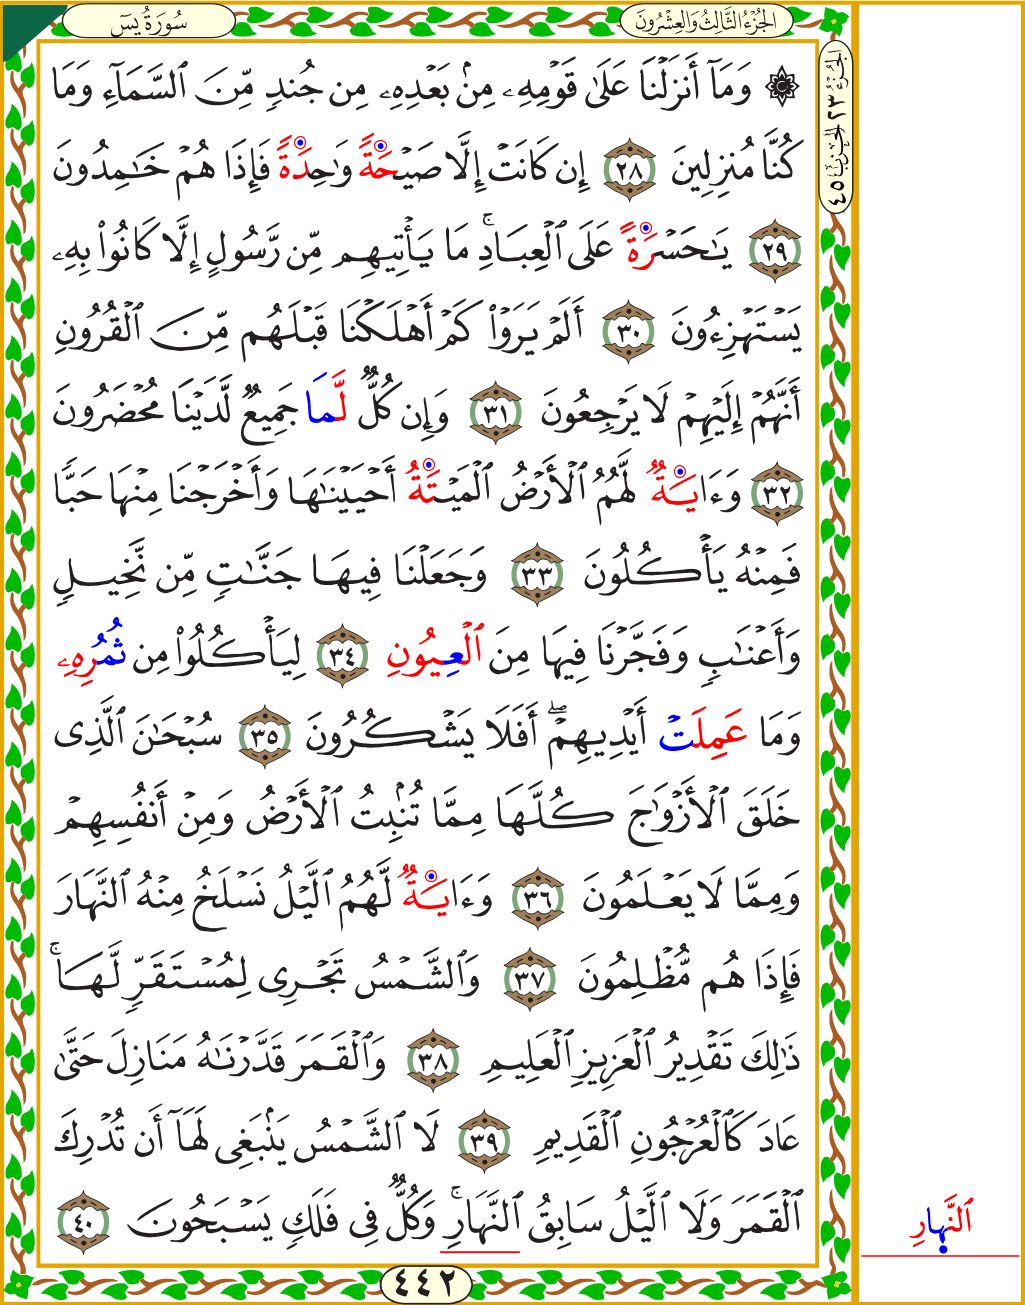 سُورَةُ يسٓ
الجُزْءُ الثَّالِثُ وَالعِشْرُونَ
الجُزْءُ ٢٣ الحِزْبُ ٤٥
۞ وَمَآ أَنزَلْنَا عَلَىٰ قَوْمِهِۦ مِنۢ بَعْدِهِۦ مِن جُندٍ مِّنَ ٱلسَّمَآءِ وَمَا
كُنَّا مُنزِلِينَ ٢٨ إِن كَانَتْ إِلَّا صَيْحَةً وَٰحِدَةً فَإِذَا هُمْ خَٰمِدُونَ
٢٩ يَٰحَسْرَةً عَلَى ٱلْعِبَادِۚ مَا يَأْتِيهِم مِّن رَّسُولٍ إِلَّا كَانُوا۟ بِهِۦ
يَسْتَهْزِءُونَ ٣٠ أَلَمْ يَرَوْا۟ كَمْ أَهْلَكْنَا قَبْلَهُم مِّنَ ٱلْقُرُونِ
أَنَّهُمْ إِلَيْهِمْ لَا يَرْجِعُونَ ٣١ وَإِن كُلٌّ لَّمَا جَمِيعٌ لَّدَيْنَا مُحْضَرُونَ
٣٢ وَءَايَةٌ لَّهُمُ ٱلْأَرْضُ ٱلْمَيْتَةُ أَحْيَيْنَٰهَا وَأَخْرَجْنَا مِنْهَا حَبًّا
فَمِنْهُ يَأْكُلُونَ ٣٣ وَجَعَلْنَا فِيهَا جَنَّٰتٍ مِّن نَّخِيلٍ
وَأَعْنَٰبٍ وَفَجَّرْنَا فِيهَا مِنَ ٱلْعِيُونِ ٣٤ لِيَأْكُلُوا۟ مِن ثُمُرِهِۦ
وَمَا عَمِلَتْ أَيْدِيهِمْۖ أَفَلَا يَشْكُرُونَ ٣٥ سُبْحَٰنَ ٱلَّذِى
خَلَقَ ٱلْأَزْوَٰجَ كُلَّهَا مِمَّا تُنۢبِتُ ٱلْأَرْضُ وَمِنْ أَنفُسِهِمْ
وَمِمَّا لَا يَعْلَمُونَ ٣٦ وَءَايَةٌ لَّهُمُ ٱلَّيْلُ نَسْلَخُ مِنْهُ ٱلنَّهَارَ
فَإِذَا هُم مُّظْلِمُونَ ٣٧ وَٱلشَّمْسُ تَجْرِى لِمُسْتَقَرٍّ لَّهَاۚ
ذَٰلِكَ تَقْدِيرُ ٱلْعَزِيزِ ٱلْعَلِيمِ ٣٨ وَٱلْقَمَرَ قَدَّرْنَٰهُ مَنَازِلَ حَتَّىٰ
عَادَ كَٱلْعُرْجُونِ ٱلْقَدِيمِ ٣٩ لَا ٱلشَّمْسُ يَنۢبَغِى لَهَآ أَن تُدْرِكَ
ٱلْقَمَرَ وَلَا ٱلَّيْلُ سَابِقُ ٱلنَّهَارِۚ وَكُلٌّ فِى فَلَكٍ يَسْبَحُونَ ٤٠
ٱلنَّهارِ
٤٤٢